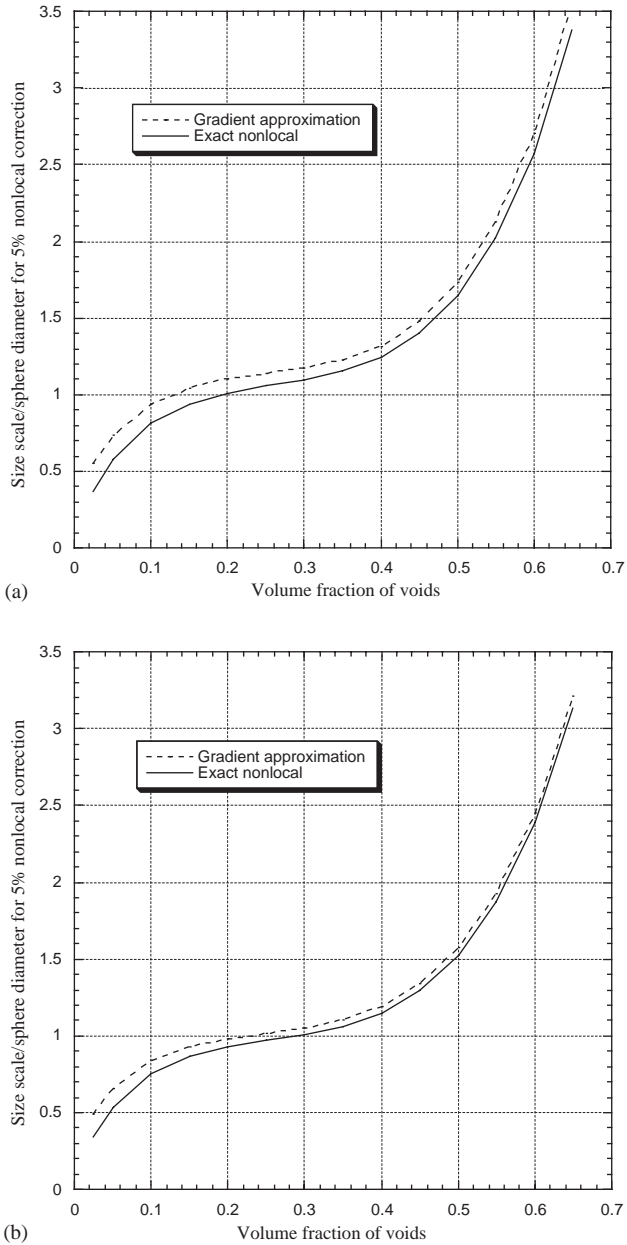 3.5
3
2.5
2
1.5
1
0.5
0
Size scale/sphere diameter for 5% nonlocal correction
Gradient approximation
Exact nonlocal
0 0.1 0.2 0.3 0.4 0.5 0.6 0.7
Volume fraction of voids
(a)
3.5
3
2.5
2
1.5
1
0.5
0
Size scale/sphere diameter for 5% nonlocal correction
Gradient approximation
Exact nonlocal
0 0.1 0.2 0.3 0.4 0.5 0.6 0.7
Volume fraction of voids
(b)